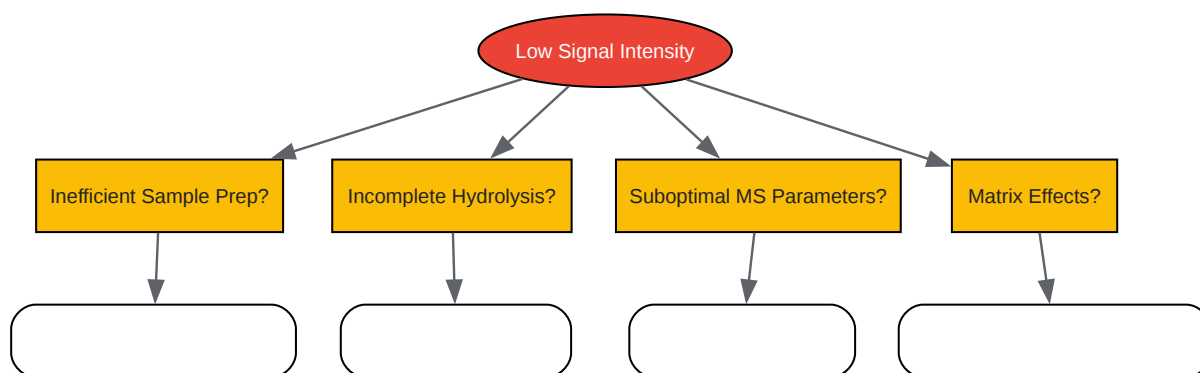 Low Signal Intensity
Inefficient Sample Prep?
Incomplete Hydrolysis?
Suboptimal MS Parameters?
Matrix Effects?